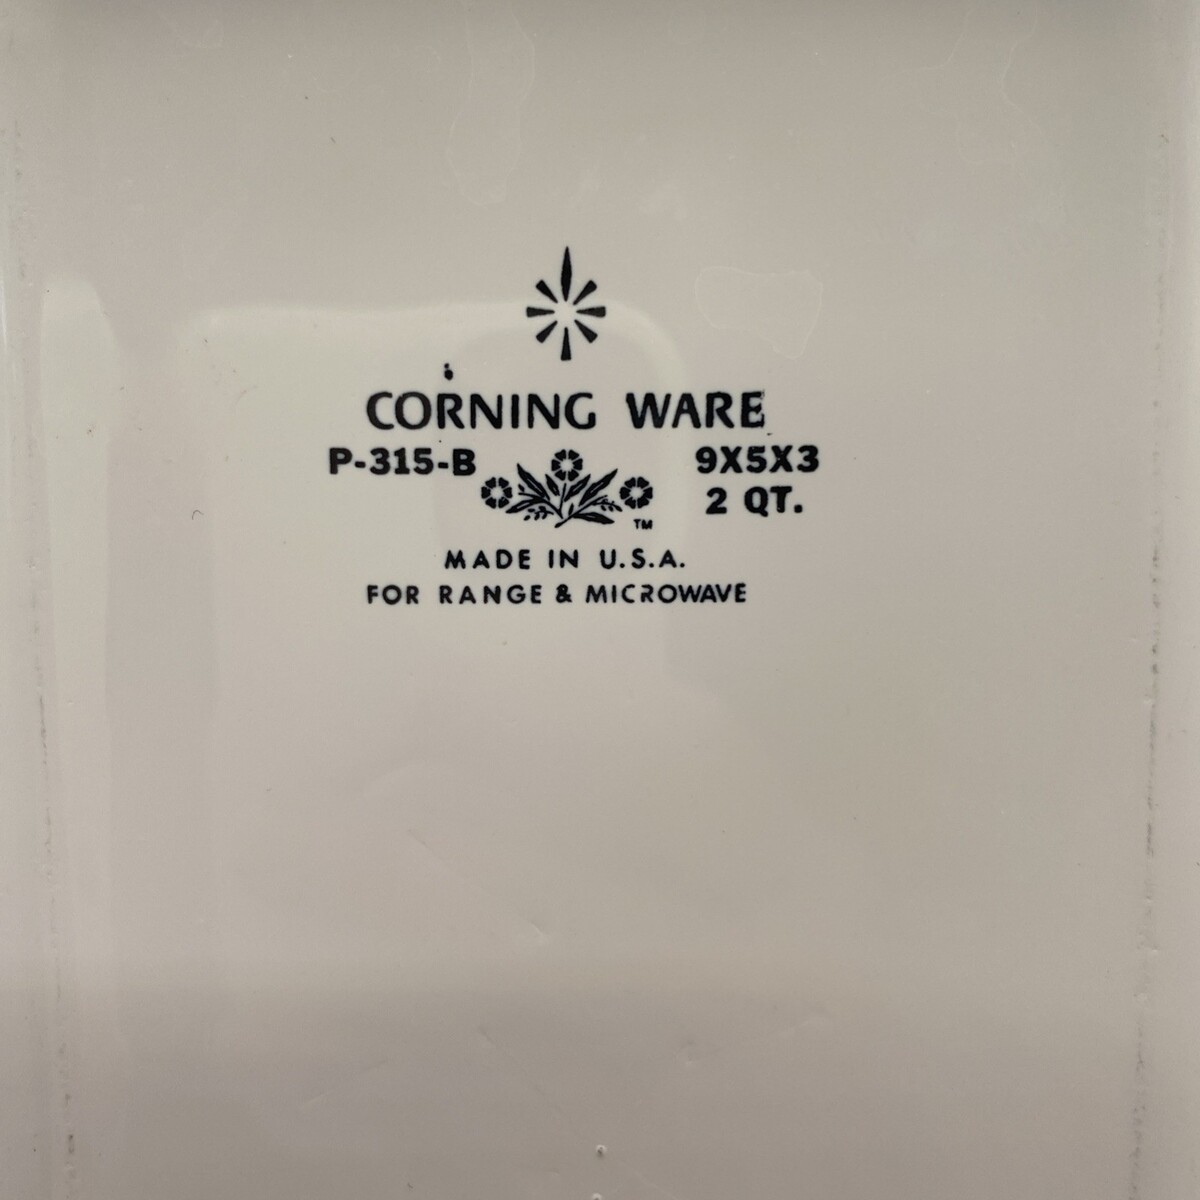 CORNING WARE
P-315-B 9X5X3
2 QT.
TM
MADE IN U.S.A.
FOR RANGE & MICROWAVE